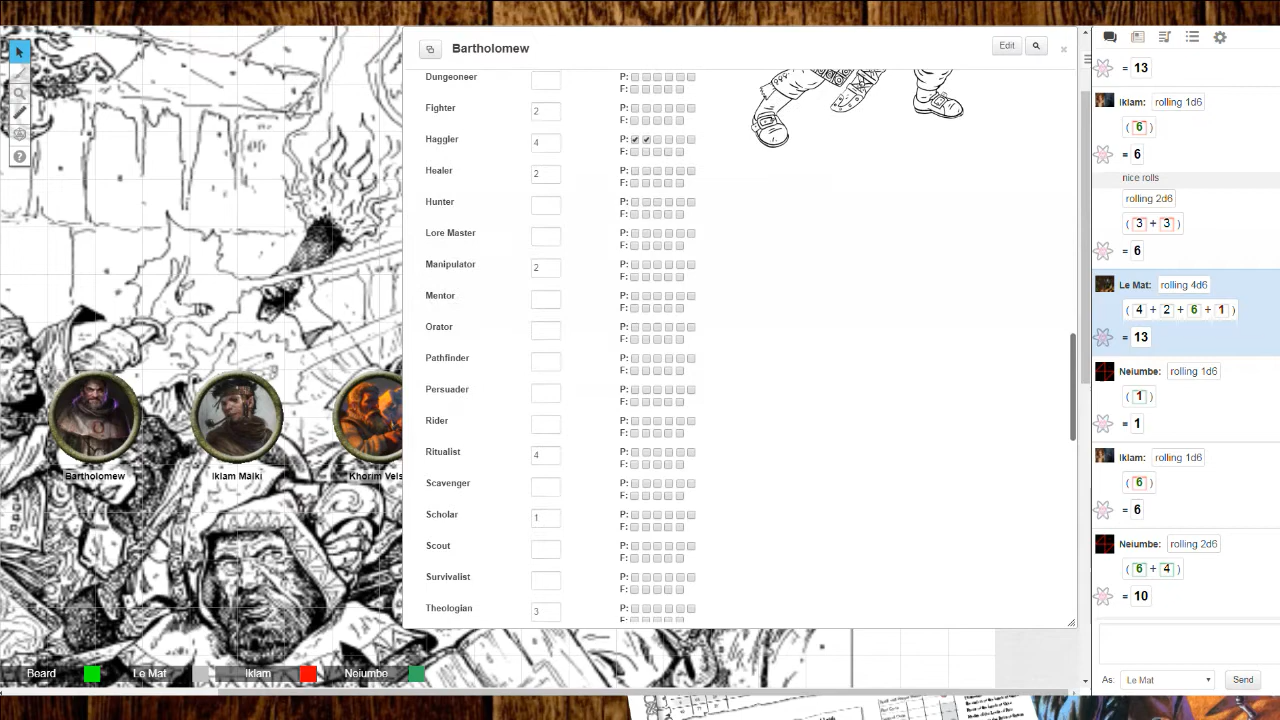 Bartholomew
Edit
Dungeoneer
P:
F:
Fighter 2 P:
F:
Haggler 4 P:
F:
Healer 2 P:
F:
Hunter P:
F:
Lore Master P:
F:
Manipulator 2 P:
F:
Mentor P:
F:
Orator P:
F:
Pathfinder P:
F:
Persuader P:
F:
Rider P:
F:
Ritualist 4 P:
F:
Scavenger P:
F:
Scholar 1 P:
F:
Scout P:
F:
Survivalist P:
F:
Theologian 3 P:
Bartholomew
Iklam Malki
Khorim Vels
Beard
Le Mat
Iklam
Neiumbe
= 13
Iklam: rolling 1d6
( 6 )
= 6
nice rolls
rolling 2d6
( 3 + 3 )
= 6
Le Mat: rolling 4d6
( 4 + 2 + 6 + 1 )
= 13
Neiumbe: rolling 1d6
( 1 )
= 1
Iklam: rolling 1d6
( 6 )
= 6
Neiumbe: rolling 2d6
( 6 + 4 )
= 10
As: Le Mat
Send